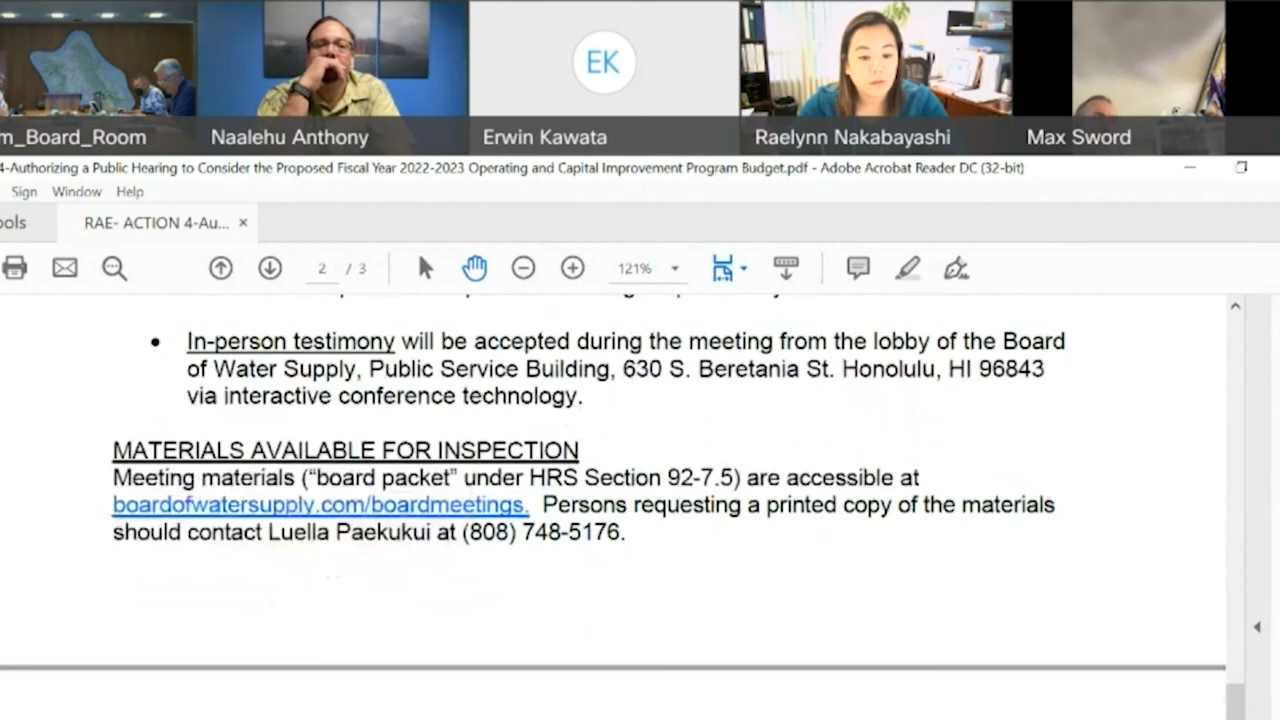 EK
m_Board_Room
Naalehu Anthony
Erwin Kawata
Raelynn Nakabayashi
Max Sword
4-Authorizing a Public Hearing to Consider the Proposed Fiscal Year 2022-2023 Operating and Capital Improvement Program Budget.pdf - Adobe Acrobat Reader DC (32-bit)
Sign Window Help
ools
RAE- ACTION 4-Au... ×
2 / 3
121%
• In-person testimony will be accepted during the meeting from the lobby of the Board
of Water Supply, Public Service Building, 630 S. Beretania St. Honolulu, HI 96843
via interactive conference technology.
MATERIALS AVAILABLE FOR INSPECTION
Meeting materials (“board packet” under HRS Section 92-7.5) are accessible at
boardofwatersupply.com/boardmeetings. Persons requesting a printed copy of the materials
should contact Luella Paekukui at (808) 748-5176.